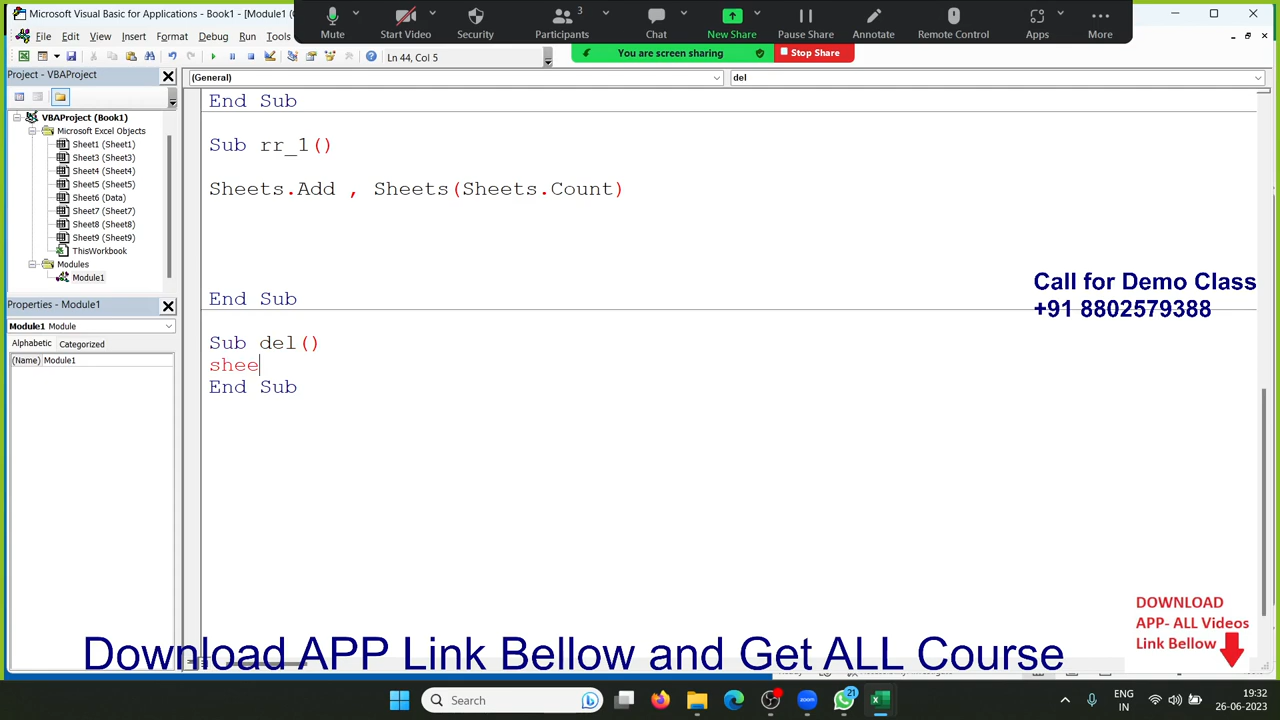 Microsoft Visual Basic for Applications - Book1 - [Module1 (
File Edit View Insert Format Debug Run Tools
Mute
Start Video
Security
3
Participants
Chat
New Share
Pause Share
Annotate
Remote Control
Apps
More
You are screen sharing
Stop Share
Ln 44, Col 5
Project - VBAProject
(General)
del
VBAProject (Book1)
Microsoft Excel Objects
Sheet1 (Sheet1)
Sheet3 (Sheet3)
Sheet4 (Sheet4)
Sheet5 (Sheet5)
Sheet6 (Data)
Sheet7 (Sheet7)
Sheet8 (Sheet8)
Sheet9 (Sheet9)
ThisWorkbook
Modules
Module1
Properties - Module1
Module1 Module
Alphabetic Categorized
(Name) Module1
End Sub
Sub rr_1()
Sheets.Add , Sheets(Sheets.Count)
End Sub
Sub del()
shee
End Sub
Call for Demo Class
+91 8802579388
DOWNLOAD
APP- ALL Videos
Link Bellow
Download APP Link Bellow and Get ALL Course
Search
21
ENG
IN
19:32
26-06-2023